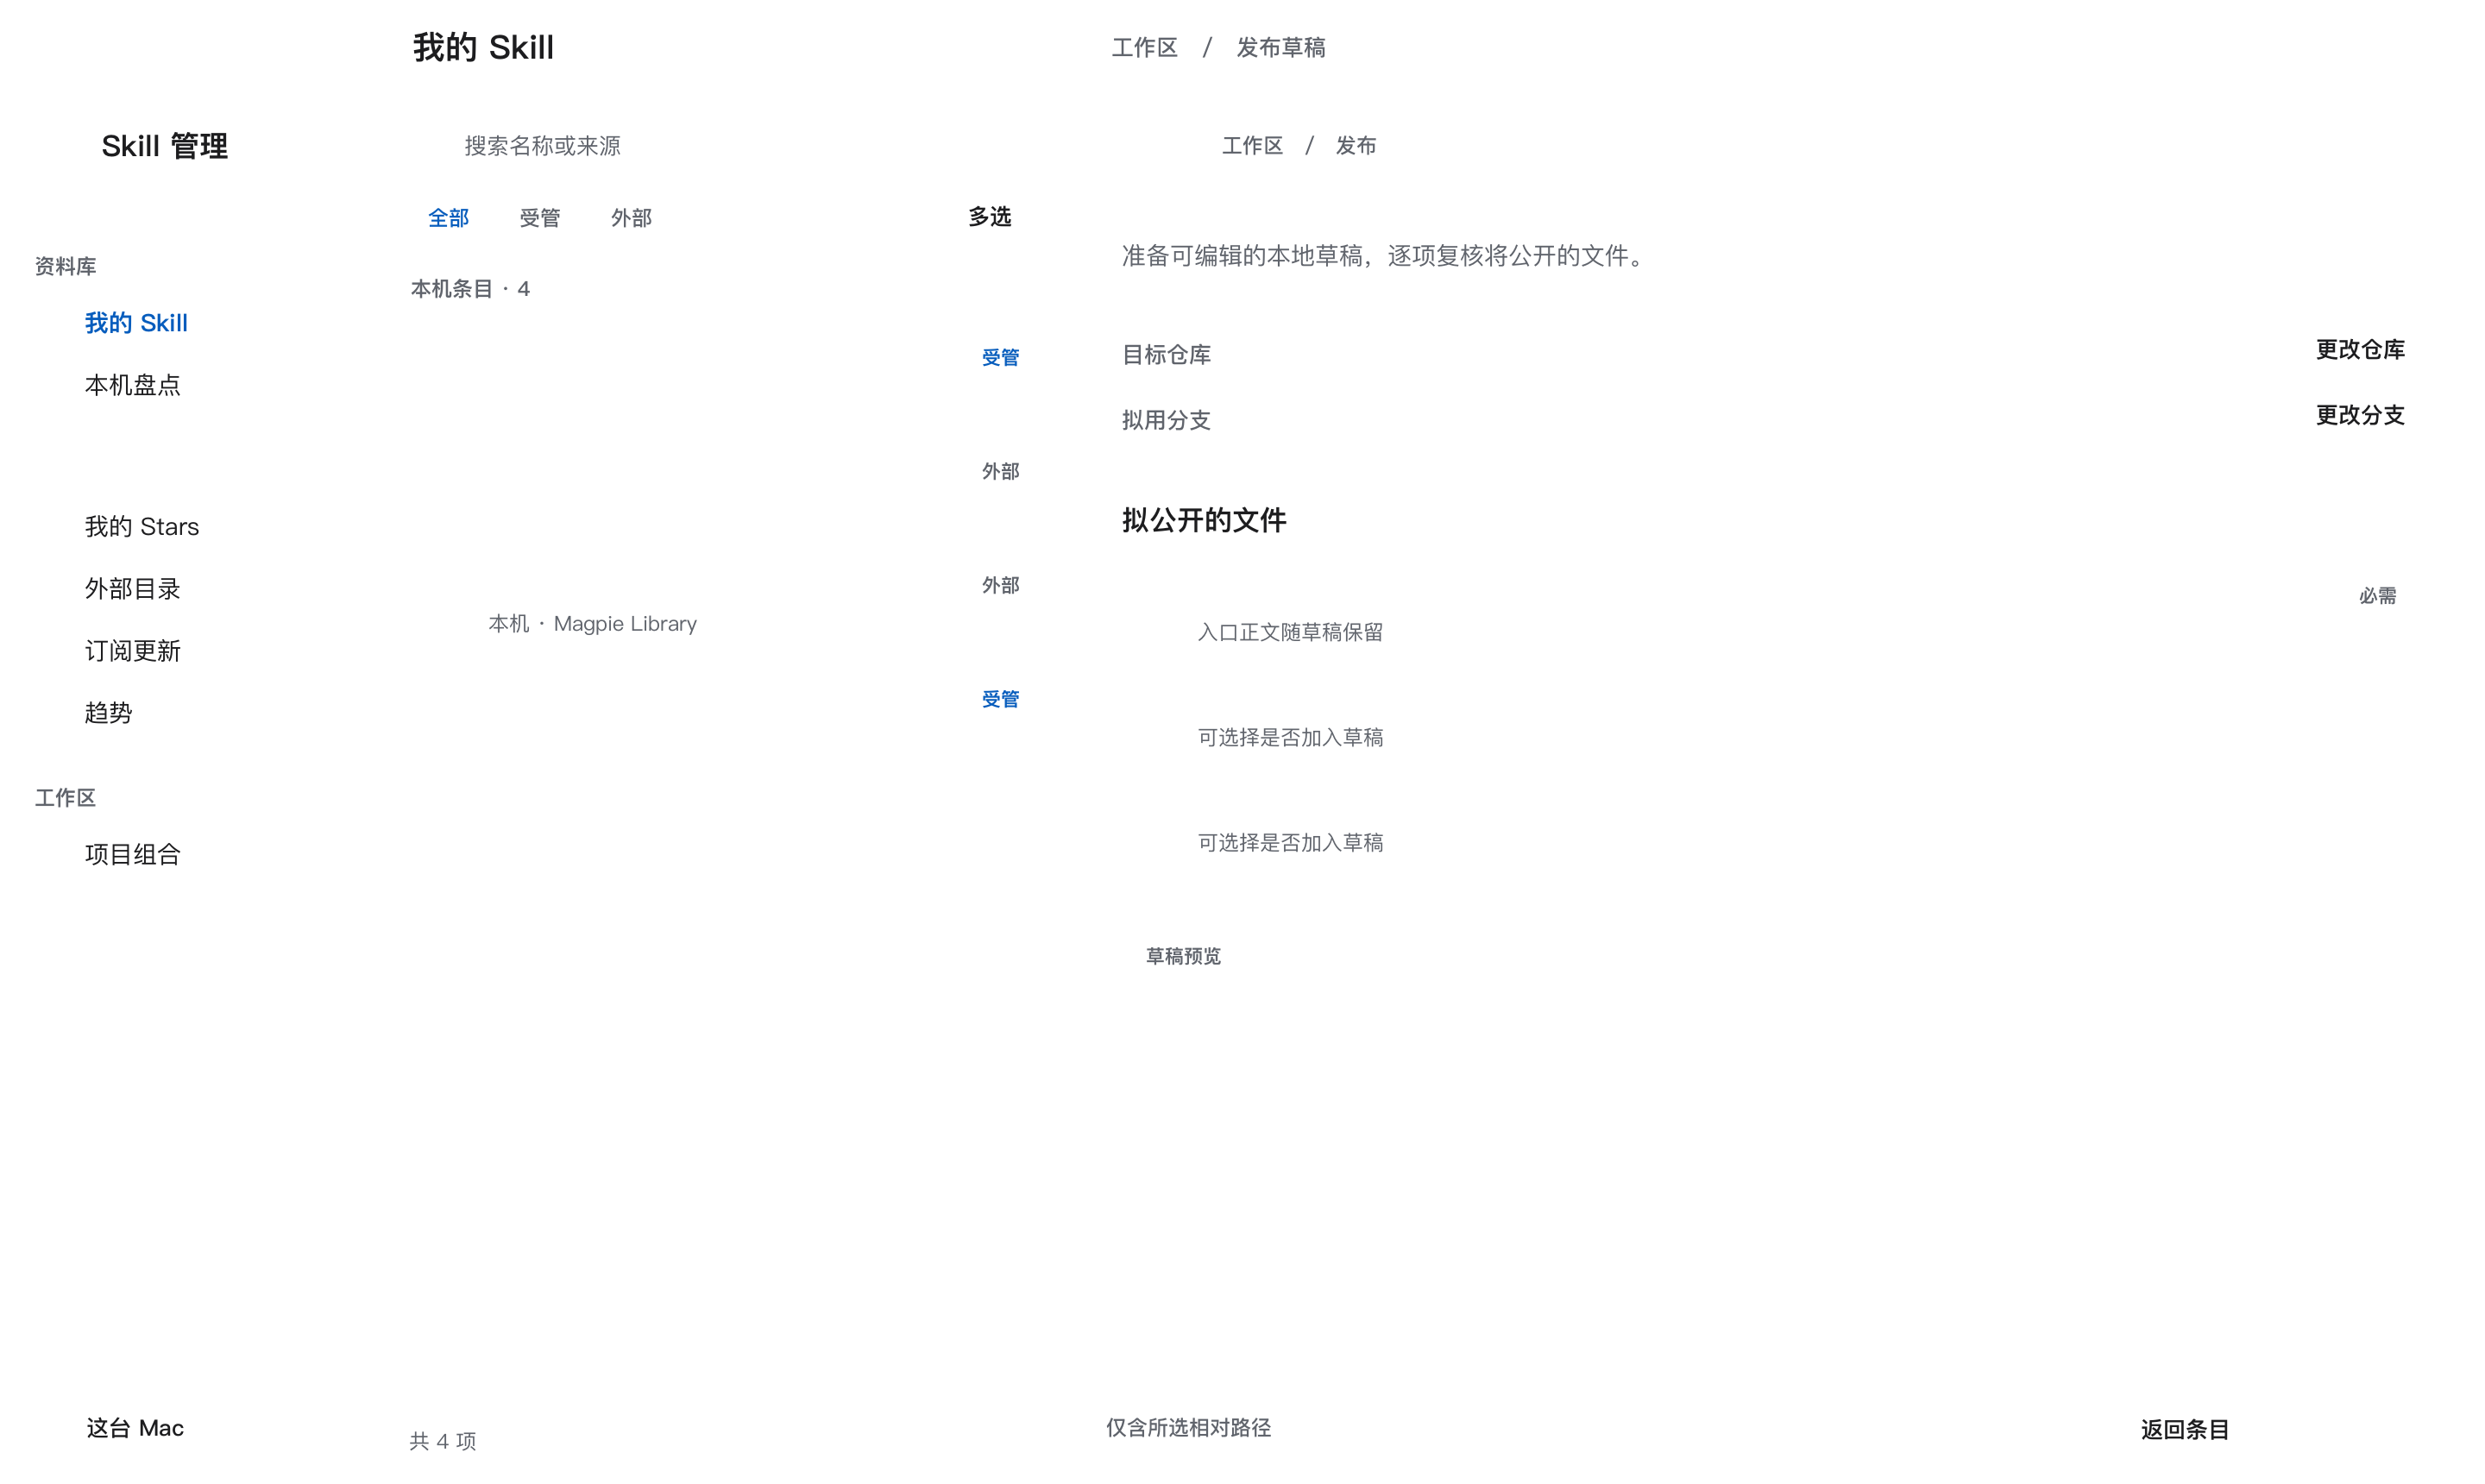 我的 Skill
工作区 / 发布草稿
Skill 管理
搜索名称或来源
工作区 / 发布
全部 受管 外部
多选
准备可编辑的本地草稿，逐项复核将公开的文件。
资料库
本机条目 · 4
我的 Skill
受管
目标仓库
更改仓库
本机盘点
拟用分支
更改分支
外部
我的 Stars
拟公开的文件
外部目录
外部
必需
本机 · Magpie Library
入口正文随草稿保留
订阅更新
受管
趋势
可选择是否加入草稿
工作区
可选择是否加入草稿
项目组合
草稿预览
这台 Mac
共 4 项
仅含所选相对路径
返回条目